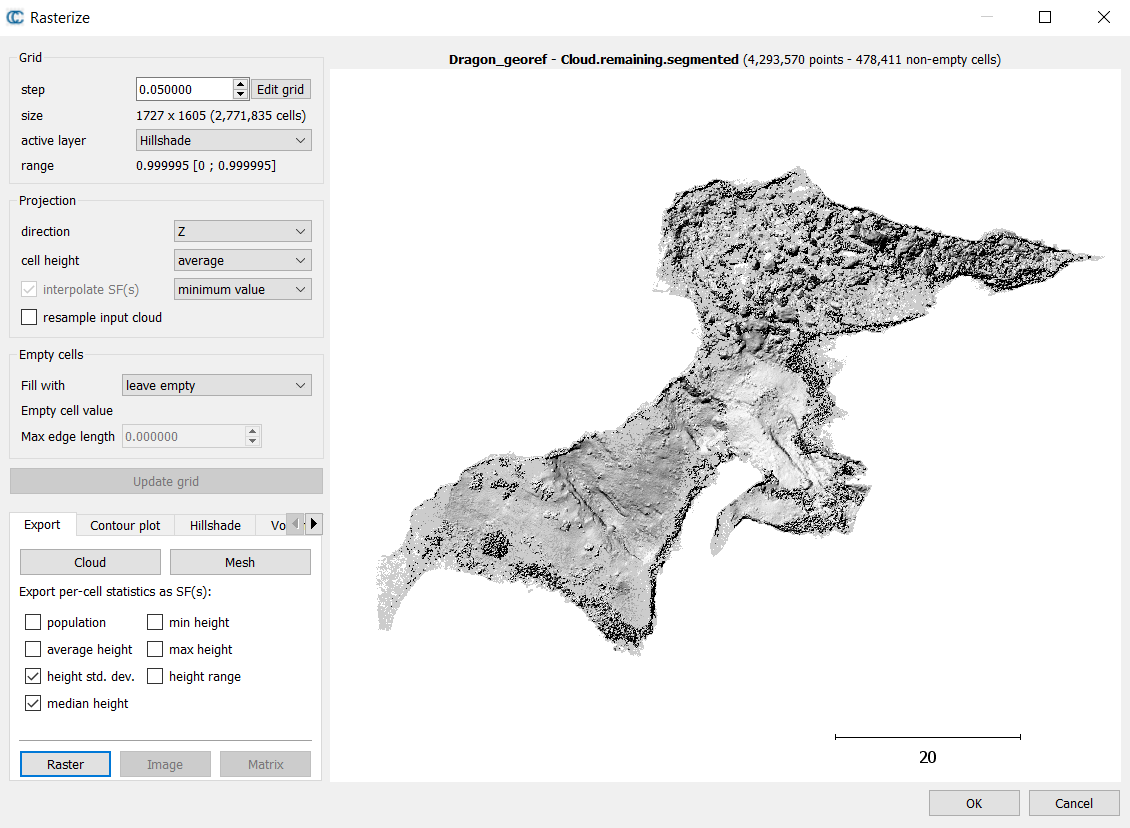 Rasterize
Grid
step 0.050000 Edit grid
size 1727 x 1605 (2,771,835 cells)
active layer Hillshade
range 0.999995 [0 ; 0.999995]
Projection
direction Z
cell height average
interpolate SF(s) minimum value
resample input cloud
Empty cells
Fill with leave empty
Empty cell value
Max edge length 0.000000
Update grid
Export Contour plot Hillshade Vo
Cloud Mesh
Export per-cell statistics as SF(s):
population min height
average height max height
height std. dev. height range
median height
Raster Image Matrix
Dragon_georef - Cloud.remaining.segmented (4,293,570 points - 478,411 non-empty cells)
20
OK Cancel